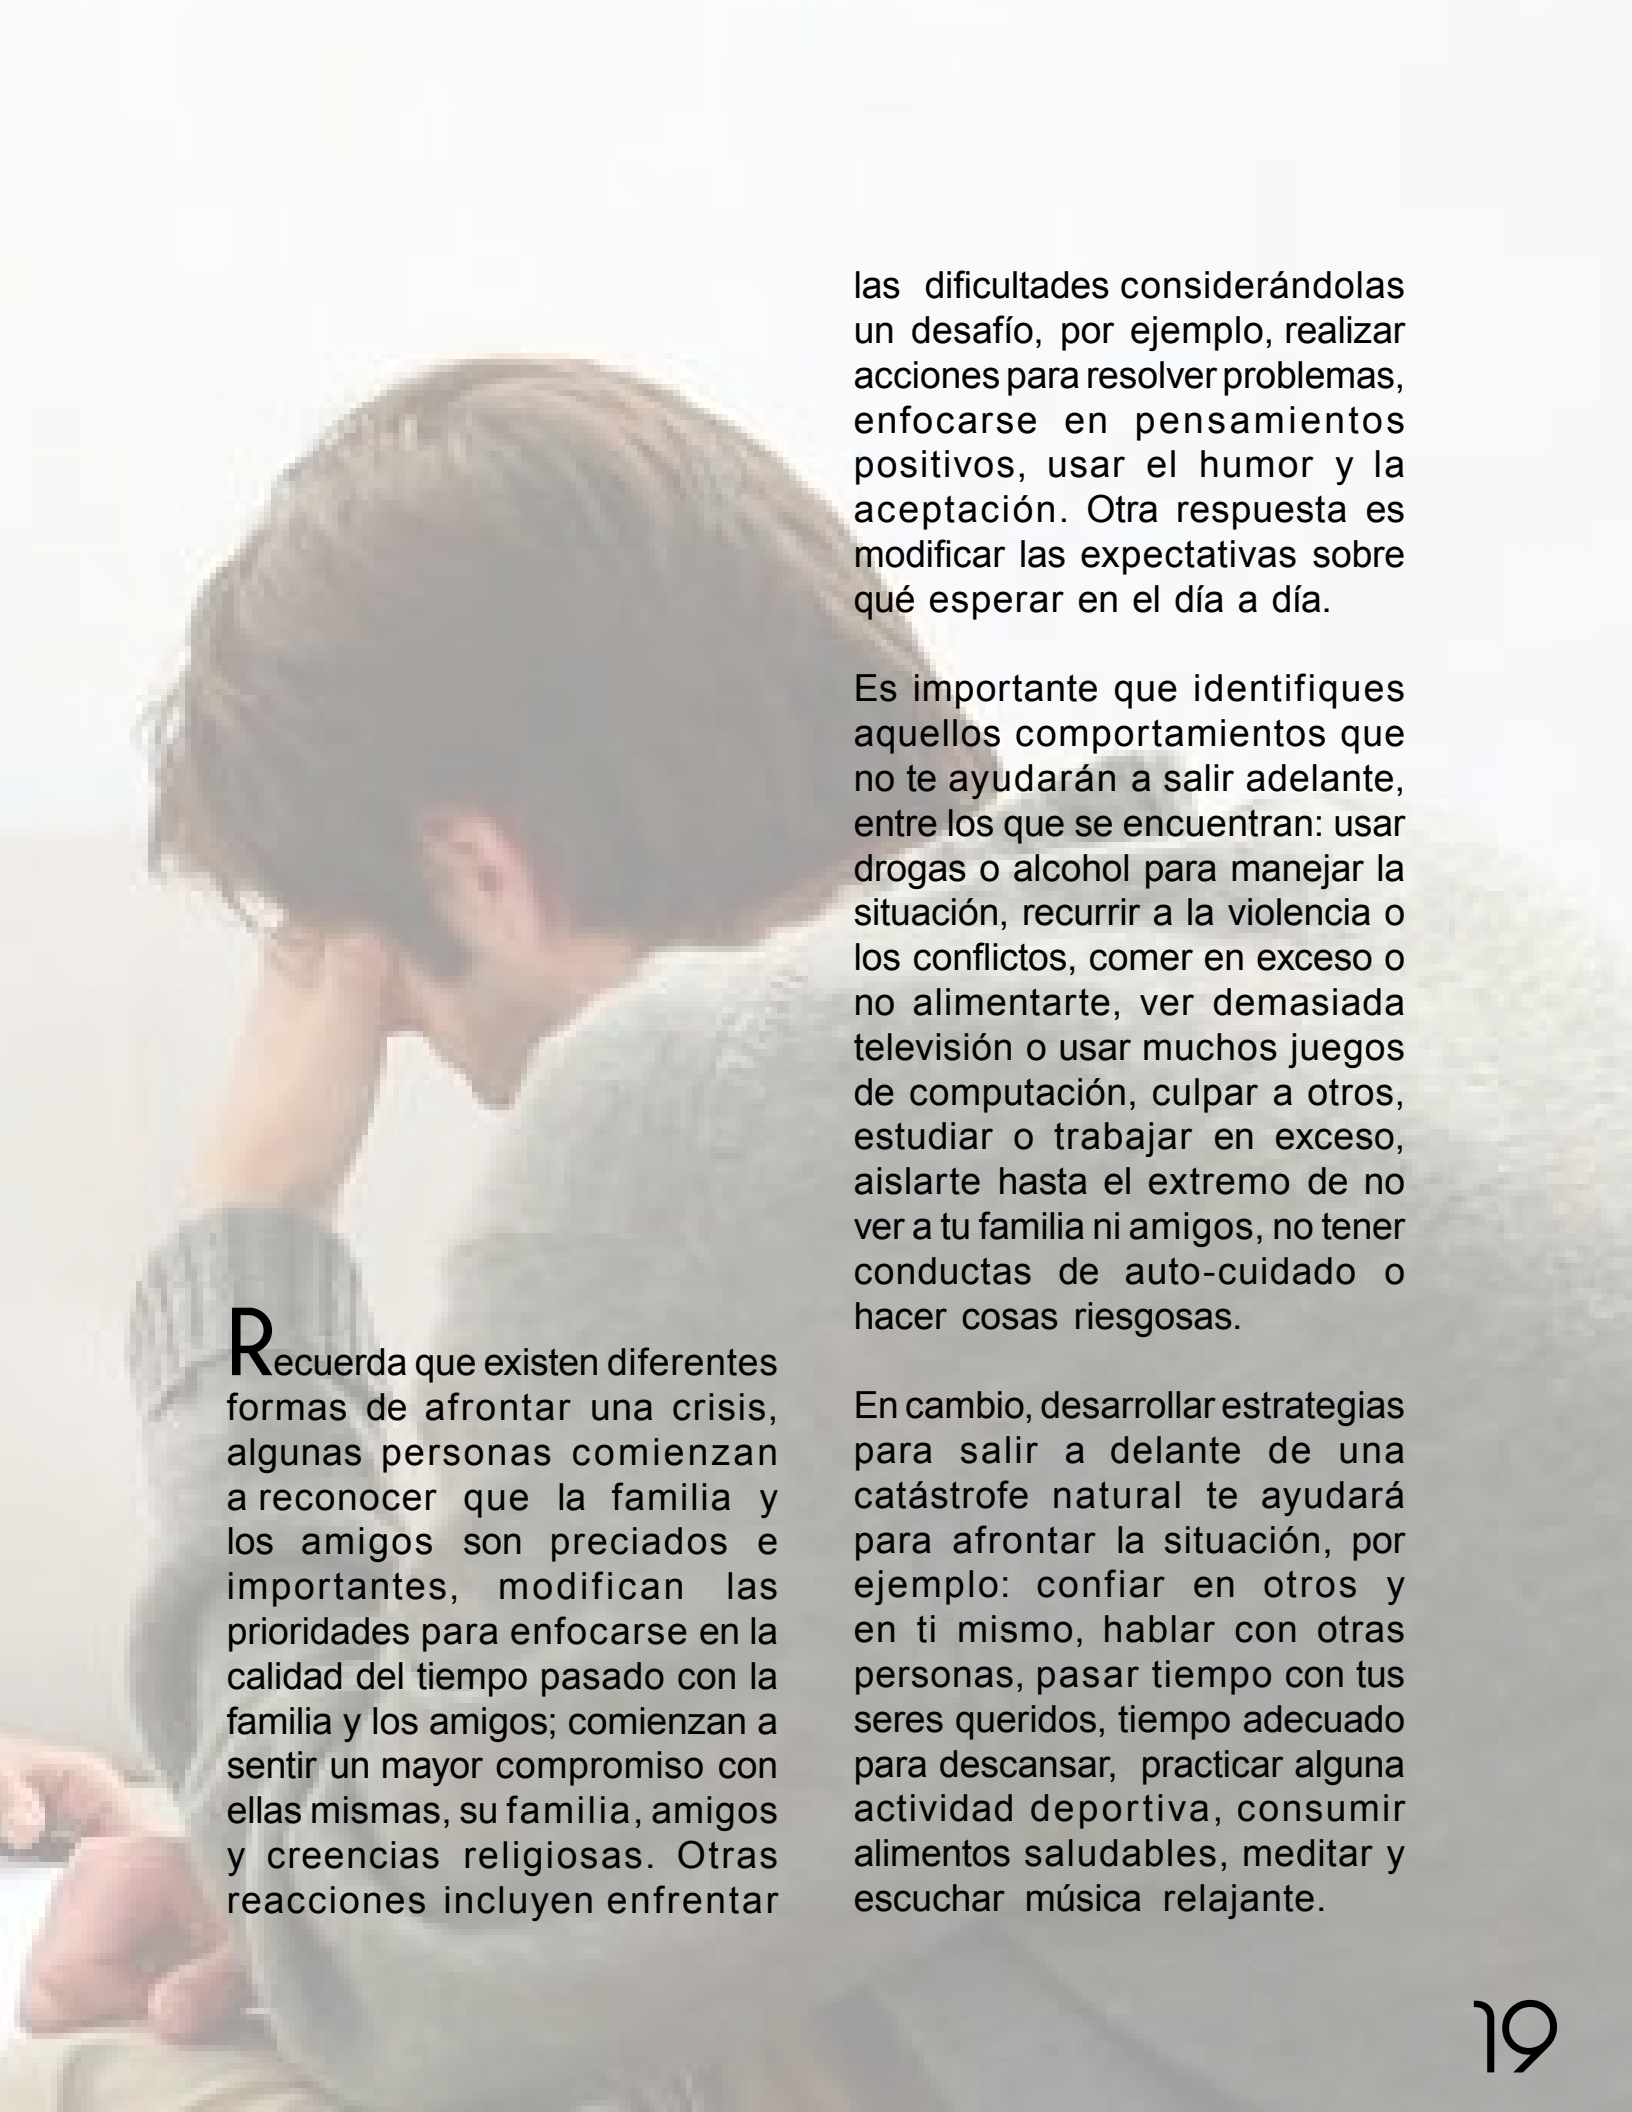 Recuerda que existen diferentes
formas de afrontar una crisis,
algunas personas comienzan
a reconocer que la familia y
los amigos son preciados e
importantes, modifican las
prioridades para enfocarse en la
calidad del tiempo pasado con la
familia y los amigos; comienzan a
sentir un mayor compromiso con
ellas mismas, su familia, amigos
y creencias religiosas. Otras
reacciones incluyen enfrentar
las dificultades considerándolas
un desafío, por ejemplo, realizar
acciones para resolver problemas,
enfocarse en pensamientos
positivos, usar el humor y la
aceptación. Otra respuesta es
modificar las expectativas sobre
qué esperar en el día a día.
Es importante que identifiques
aquellos comportamientos que
no te ayudarán a salir adelante,
entre los que se encuentran: usar
drogas o alcohol para manejar la
situación, recurrir a la violencia o
los conflictos, comer en exceso o
no alimentarte, ver demasiada
televisión o usar muchos juegos
de computación, culpar a otros,
estudiar o trabajar en exceso,
aislarte hasta el extremo de no
ver a tu familia ni amigos, no tener
conductas de auto-cuidado o
hacer cosas riesgosas.
En cambio, desarrollar estrategias
para salir a delante de una
catástrofe natural te ayudará
para afrontar la situación, por
ejemplo: confiar en otros y
en ti mismo, hablar con otras
personas, pasar tiempo con tus
seres queridos, tiempo adecuado
para descansar, practicar alguna
actividad deportiva, consumir
alimentos saludables, meditar y
escuchar música relajante.
19